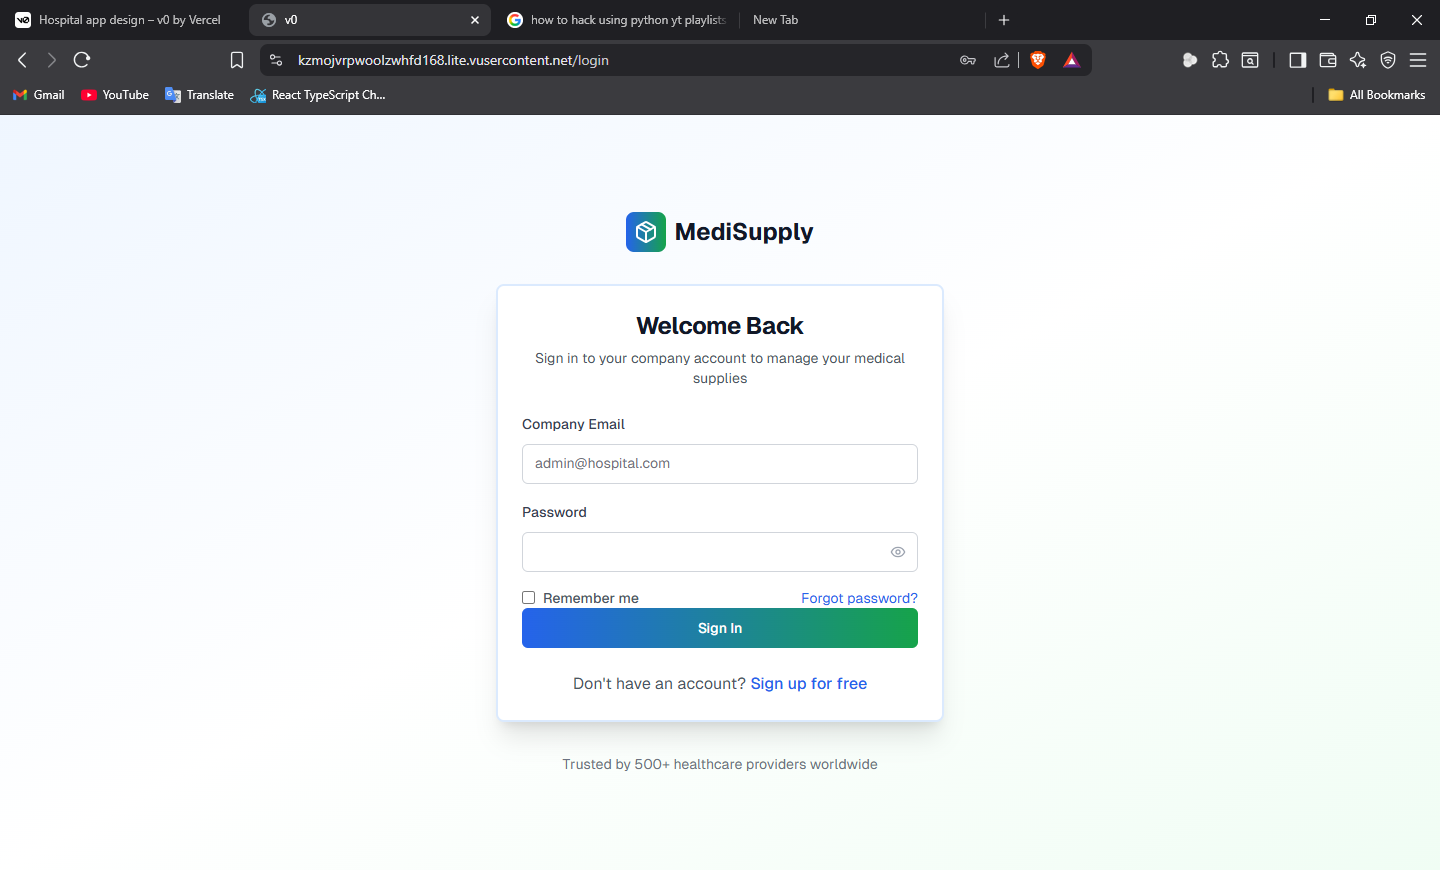 Hospital app design – v0 by Vercel
v0
how to hack using python yt playlists
New Tab
kzmojvrpwoolzwhfd168.lite.vusercontent.net/login
Gmail
YouTube
Translate
React TypeScript Ch...
All Bookmarks
MediSupply
Welcome Back
Sign in to your company account to manage your medical
supplies
Company Email
admin@hospital.com
Password
Remember me
Forgot password?
Sign In
Don't have an account? Sign up for free
Trusted by 500+ healthcare providers worldwide